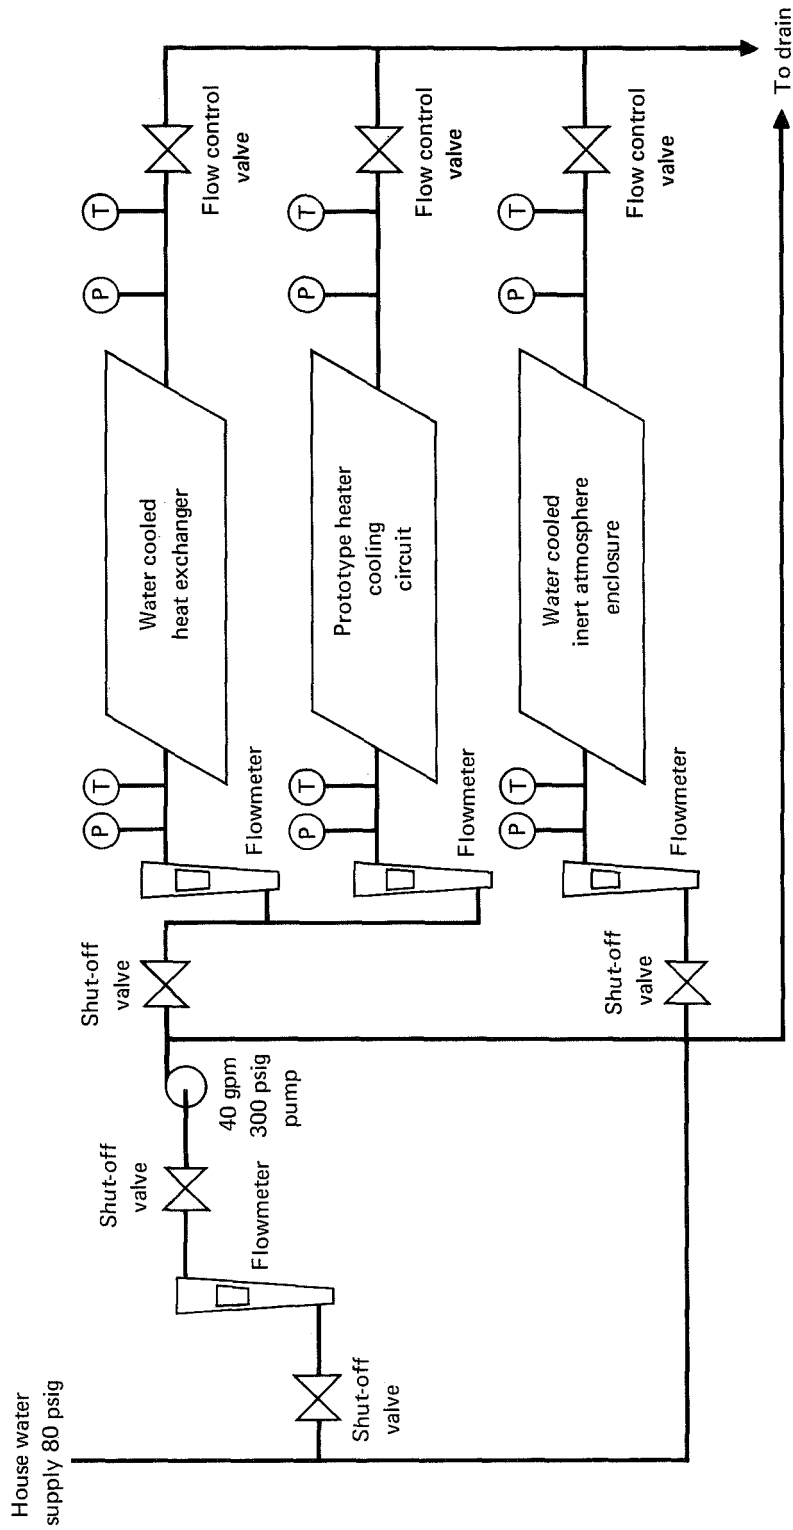 House water
supply 80 psig
Shut-off
valve
Flowmeter
Shut-off
valve
40 gpm
300 psig
pump
Shut-off
valve
Shut-off
valve
Flowmeter
Flowmeter
Flowmeter
P
T
P
T
P
T
Water cooled
heat exchanger
Prototype heater
cooling
circuit
Water cooled
inert atmosphere
enclosure
P
T
P
T
P
T
Flow control
valve
Flow control
valve
Flow control
valve
To drain